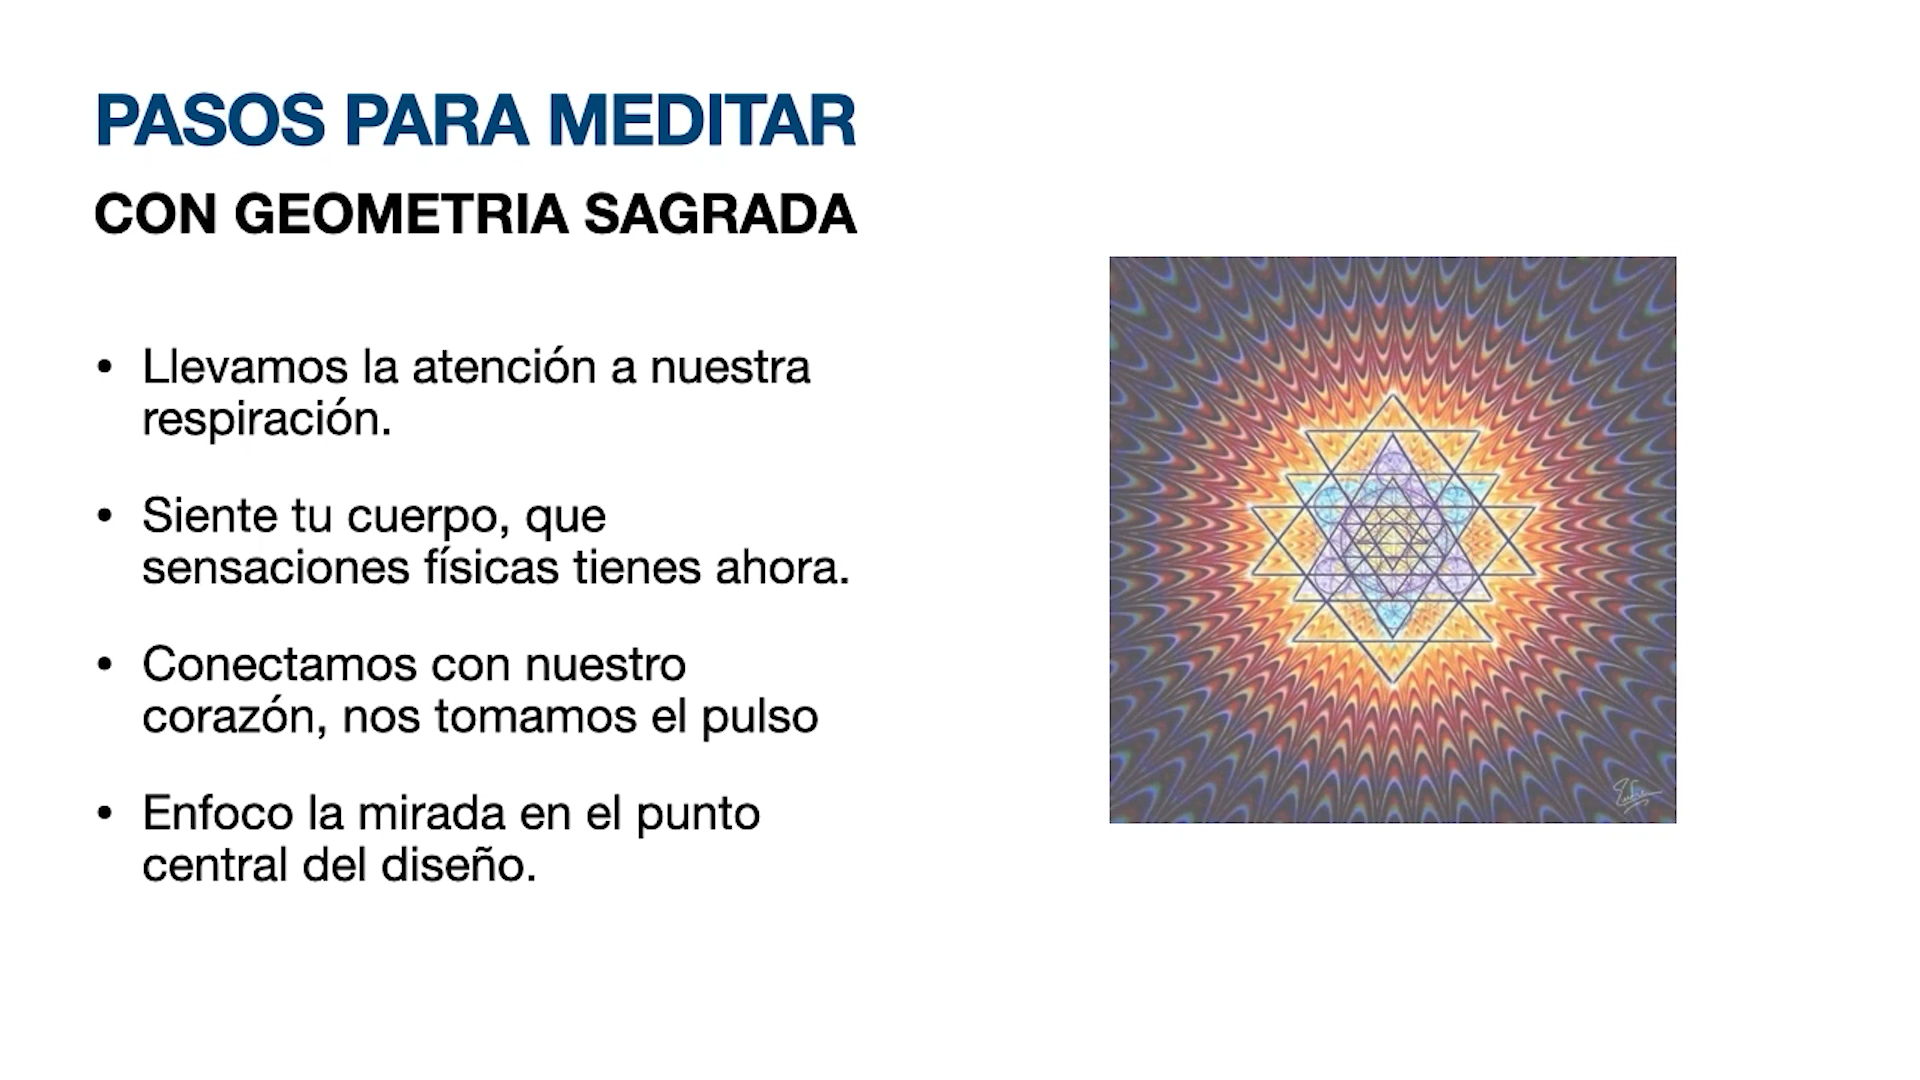 PASOS PARA MEDITAR
CON GEOMETRIA SAGRADA
• Llevamos la atención a nuestra
respiración.
• Siente tu cuerpo, que
sensaciones físicas tienes ahora.
• Conectamos con nuestro
corazón, nos tomamos el pulso
• Enfoco la mirada en el punto
central del diseño.